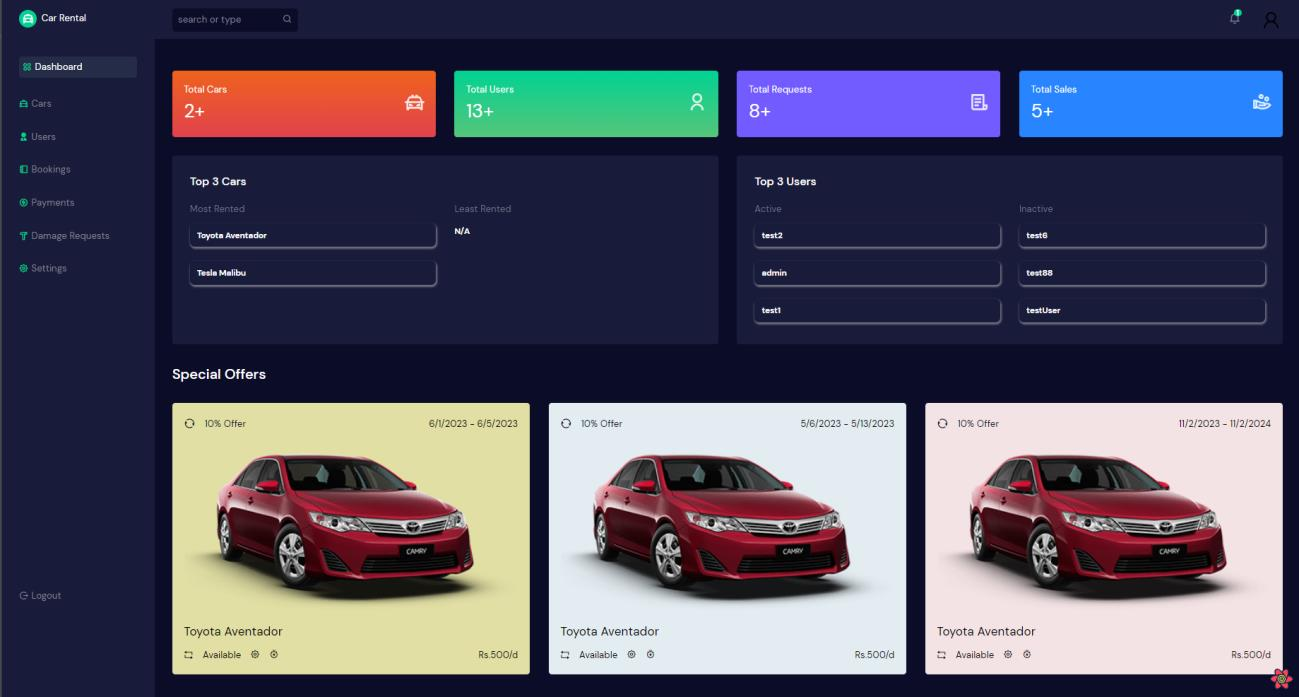 Car Rental
search or type
1
Dashboard
Cars
Users
Bookings
Payments
Damage Requests
Settings
Logout
Total Cars
2+
Total Users
13+
Total Requests
8+
Total Sales
5+
Top 3 Cars
Most Rented
Least Rented
Toyota Aventador
N/A
Tesla Malibu
Top 3 Users
Active
Inactive
test2
test6
admin
test88
test1
testUser
Special Offers
10% Offer
6/1/2023 - 6/5/2023
CAMRY
Toyota Aventador
Available
Rs.500/d
10% Offer
5/6/2023 - 5/13/2023
CAMRY
Toyota Aventador
Available
Rs.500/d
10% Offer
11/2/2023 - 11/2/2024
CAMRY
Toyota Aventador
Available
Rs.500/d